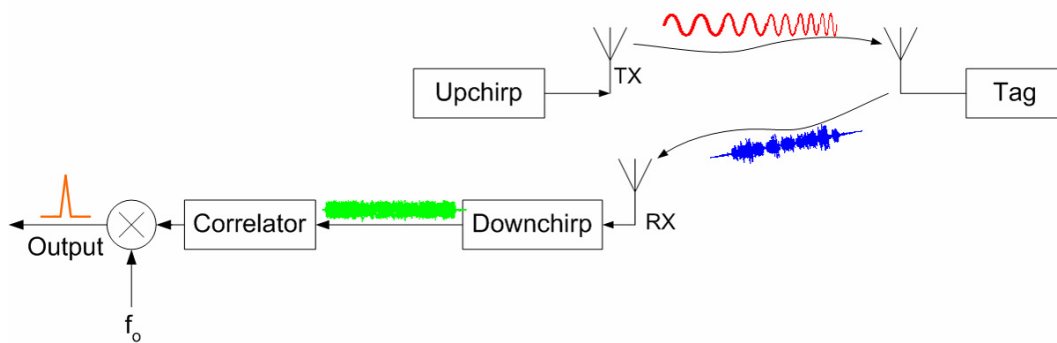 TX
Upchirp
Tag
RX
Correlator
Downchirp
Output
fo